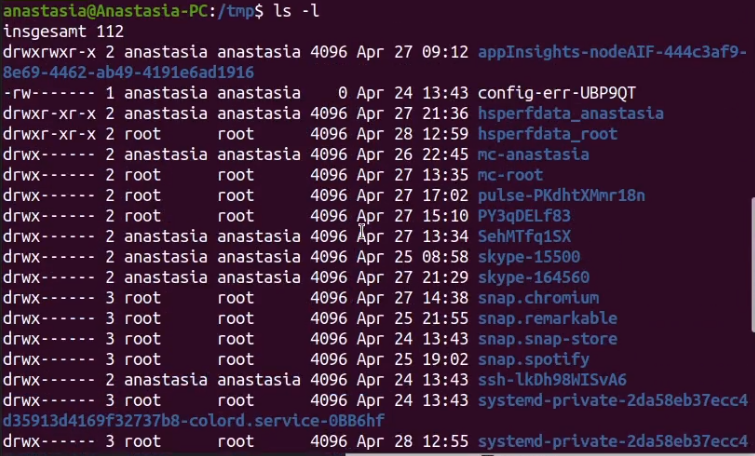 anastasia@Anastasia-PC:/tmp$ ls -l
insgesamt 112
drwxrwxr-x 2 anastasia anastasia 4096 Apr 27 09:12 appInsights-nodeAIF-444c3af9-
8e69-4462-ab49-4191e6ad1916
-rw------- 1 anastasia anastasia    0 Apr 24 13:43 config-err-UBP9QT
drwxr-xr-x 2 anastasia anastasia 4096 Apr 27 21:36 hsperfdata_anastasia
drwxr-xr-x 2 root      root      4096 Apr 28 12:59 hsperfdata_root
drwx------ 2 anastasia anastasia 4096 Apr 26 22:45 mc-anastasia
drwx------ 2 root      root      4096 Apr 27 13:35 mc-root
drwx------ 2 root      root      4096 Apr 27 17:02 pulse-PKdhtXMmr18n
drwx------ 2 root      root      4096 Apr 27 15:10 PY3qDELf83
drwx------ 2 anastasia anastasia 4096 Apr 27 13:34 SehMTfq1SX
drwx------ 2 anastasia anastasia 4096 Apr 25 08:58 skype-15500
drwx------ 2 anastasia anastasia 4096 Apr 27 21:29 skype-164560
drwx------ 3 root      root      4096 Apr 27 14:38 snap.chromium
drwx------ 3 root      root      4096 Apr 25 21:55 snap.remarkable
drwx------ 3 root      root      4096 Apr 24 13:43 snap.snap-store
drwx------ 3 root      root      4096 Apr 25 19:02 snap.spotify
drwx------ 2 anastasia anastasia 4096 Apr 24 13:43 ssh-lkDh98WISvA6
drwx------ 3 root      root      4096 Apr 24 13:43 systemd-private-2da58eb37ecc4
d35913d4169f32737b8-colord.service-0BB6hf
drwx------ 3 root      root      4096 Apr 28 12:55 systemd-private-2da58eb37ecc4